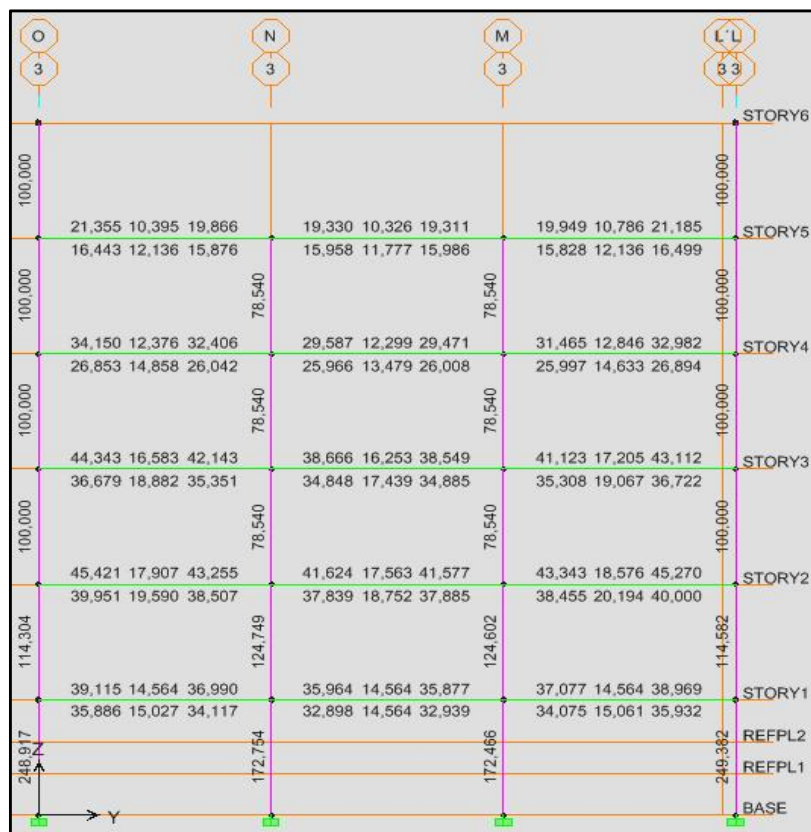 O N M L' L
3 3 3 3 3
STORY6
100,000 100,000
21,355 10,395 19,866 19,330 10,326 19,311 19,949 10,786 21,185 STORY5
16,443 12,136 15,876 15,958 11,777 15,986 15,828 12,136 16,499
100,000 78,540 78,540 100,000
34,150 12,376 32,406 29,587 12,299 29,471 31,465 12,846 32,982 STORY4
26,853 14,858 26,042 25,966 13,479 26,008 25,997 14,633 26,894
100,000 78,540 78,540 100,000
44,343 16,583 42,143 38,666 16,253 38,549 41,123 17,205 43,112 STORY3
36,679 18,882 35,351 34,848 17,439 34,885 35,308 19,067 36,722
100,000 78,540 78,540 100,000
45,421 17,907 43,255 41,624 17,563 41,577 43,343 18,576 45,270 STORY2
39,951 19,590 38,507 37,839 18,752 37,885 38,455 20,194 40,000
114,304 124,749 124,602 114,582
39,115 14,564 36,990 35,964 14,564 35,877 37,077 14,564 38,969 STORY1
35,886 15,027 34,117 32,898 14,564 32,939 34,075 15,061 35,932
248,917 172,754 172,466 249,382
REFPL2
Z
REFPL1
Y
BASE